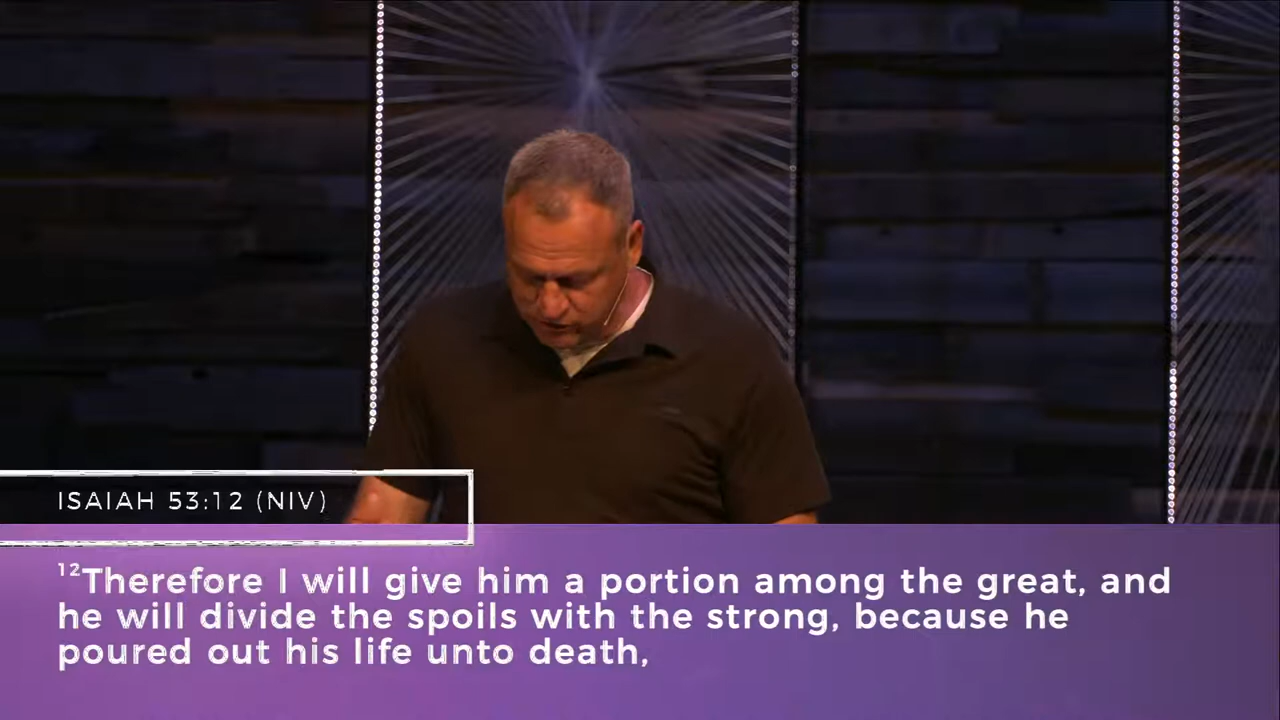 ISAIAH 53:12 (NIV)
¹²Therefore I will give him a portion among the great, and
he will divide the spoils with the strong, because he
poured out his life unto death,